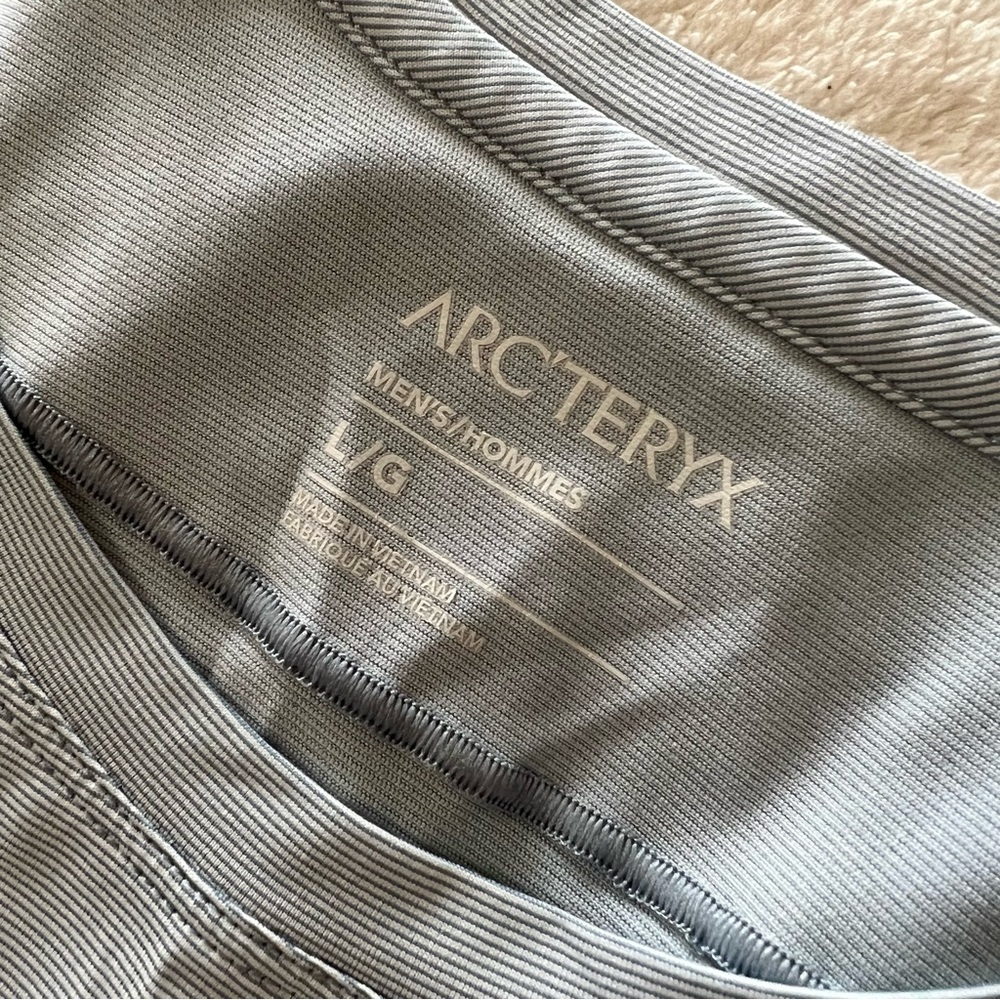 ARC'TERYX
MEN'S/HOMMES
L/G
MADE IN VIETNAM
FABRIQUE AU VIETNAM